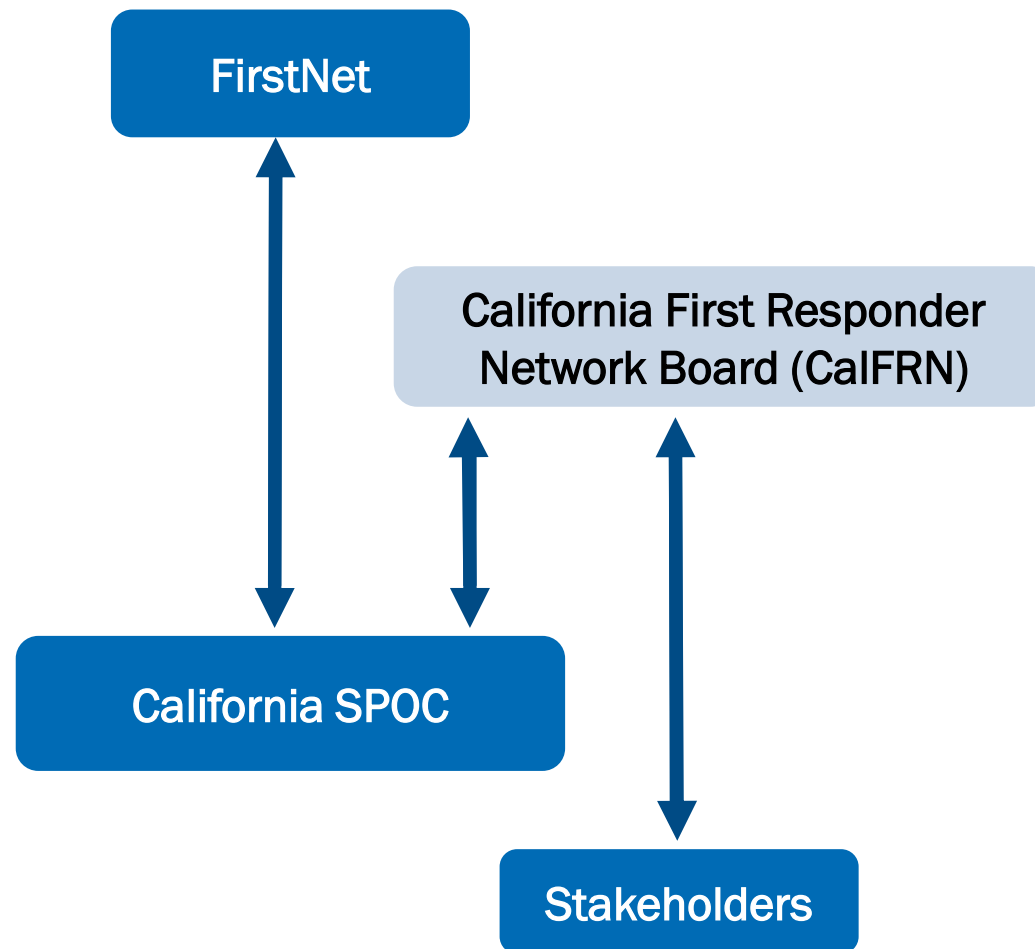 FirstNet
California First Responder
Network Board (CalFRN)
California SPOC
Stakeholders